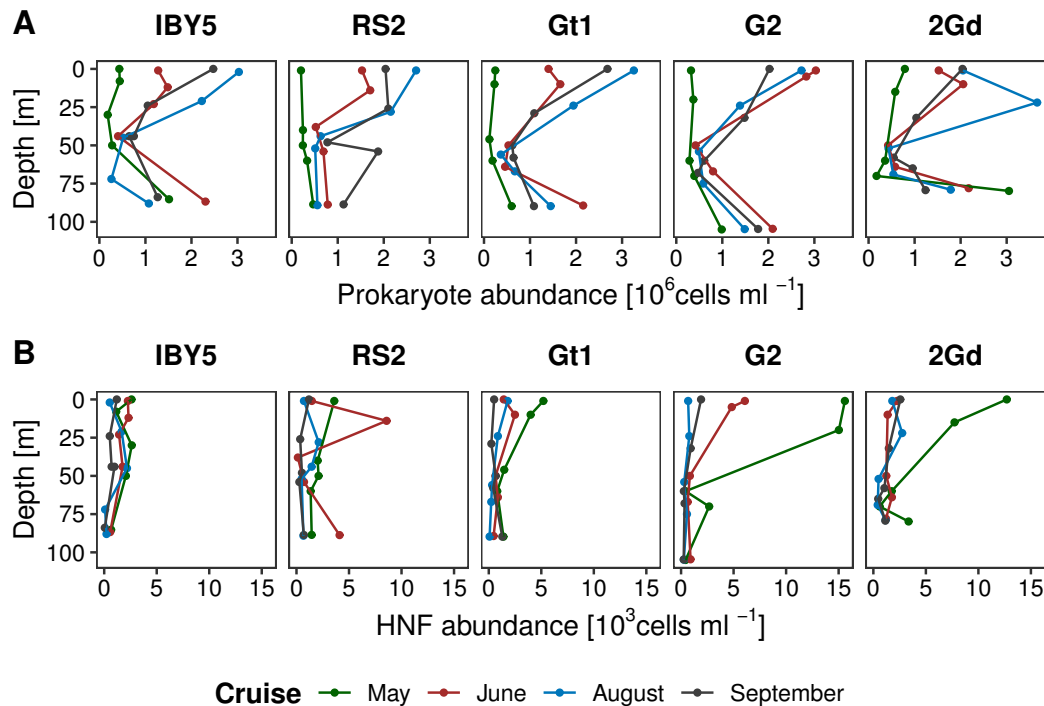 A
IBY5 RS2 Gt1 G2 2Gd
Depth [m]
0
25
50
75
100
0 1 2 3 0 1 2 3 0 1 2 3 0 1 2 3 0 1 2 3
Prokaryote abundance [10⁶cells ml ⁻¹]
B
IBY5 RS2 Gt1 G2 2Gd
Depth [m]
0
25
50
75
100
0 5 10 15 0 5 10 15 0 5 10 15 0 5 10 15 0 5 10 15
HNF abundance [10³cells ml ⁻¹]
Cruise May June August September